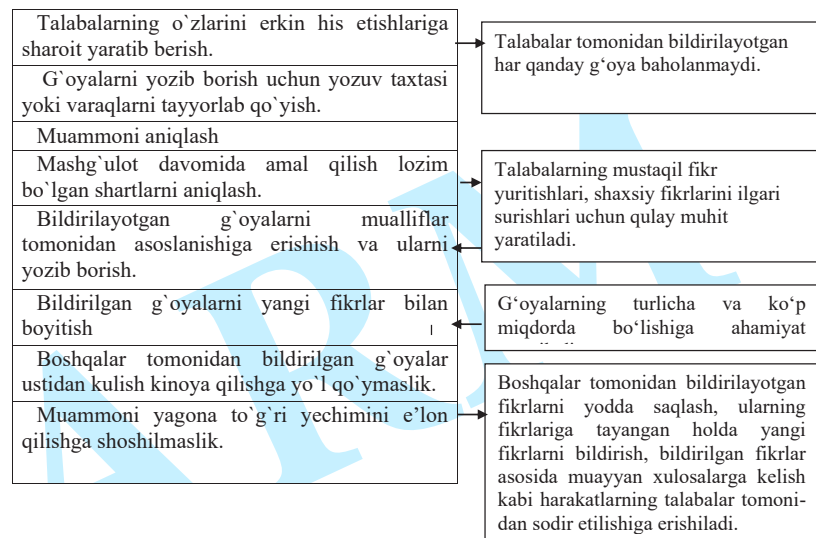 Talabalarning o`zlarini erkin his etishlariga
sharoit yaratib berish.
G`oyalarni yozib borish uchun yozuv taxtasi
yoki varaqlarni tayyorlab qo`yish.
Muammoni aniqlash
Mashg`ulot davomida amal qilish lozim
bo`lgan shartlarni aniqlash.
Bildirilayotgan g`oyalarni mualliflar
tomonidan asoslanishiga erishish va ularni
yozib borish.
Bildirilgan g`oyalarni yangi fikrlar bilan
boyitish
Boshqalar tomonidan bildirilgan g`oyalar
ustidan kulish kinoya qilishga yo`l qo`ymaslik.
Muammoni yagona to`g`ri yechimini e’lon
qilishga shoshilmaslik.
Talabalar tomonidan bildirilayotgan
har qanday g‘oya baholanmaydi.
Talabalarning mustaqil fikr
yuritishlari, shaxsiy fikrlarini ilgari
surishlari uchun qulay muhit
yaratiladi.
G‘oyalarning turlicha va ko‘p
miqdorda bo‘lishiga ahamiyat
Boshqalar tomonidan bildirilayotgan
fikrlarni yodda saqlash, ularning
fikrlariga tayangan holda yangi
fikrlarni bildirish, bildirilgan fikrlar
asosida muayyan xulosalarga kelish
kabi harakatlarning talabalar tomoni-
dan sodir etilishiga erishiladi.
ARM